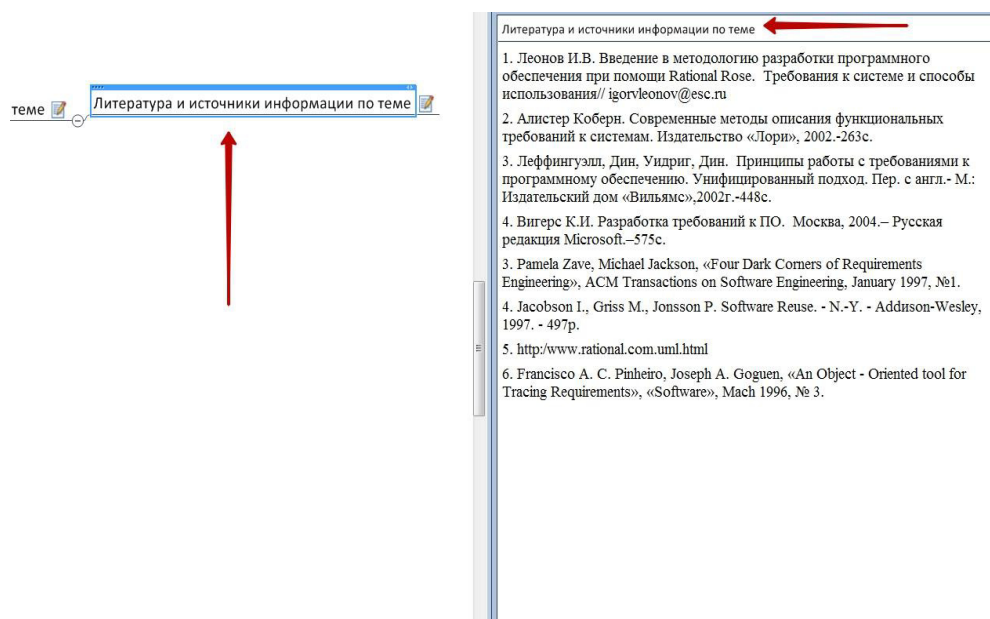 теме
Литература и источники информации по теме
Литература и источники информации по теме
1. Леонов И.В. Введение в методологию разработки программного
обеспечения при помощи Rational Rose. Требования к системе и способы
использования// igorvleonov@esc.ru
2. Алистер Коберн. Современные методы описания функциональных
требований к системам. Издательство «Лори», 2002.-263с.
3. Леффингуэлл, Дин, Уидриг, Дин. Принципы работы с требованиями к
программному обеспечению. Унифицированный подход. Пер. с англ.- М.:
Издательский дом «Вильямс»,2002г.-448с.
4. Вигерс К.И. Разработка требований к ПО. Москва, 2004.– Русская
редакция Microsoft.–575с.
3. Pamela Zave, Michael Jackson, «Four Dark Corners of Requirements
Engineering», ACM Transactions on Software Engineering, January 1997, №1.
4. Jacobson I., Griss M., Jonsson P. Software Reuse. - N.-Y. - Addиson-Wesley,
1997. - 497p.
5. http:/www.rational.com.uml.html
6. Francisco A. C. Pinheiro, Joseph A. Goguen, «An Object - Oriented tool for
Tracing Requirements», «Software», Mach 1996, № 3.